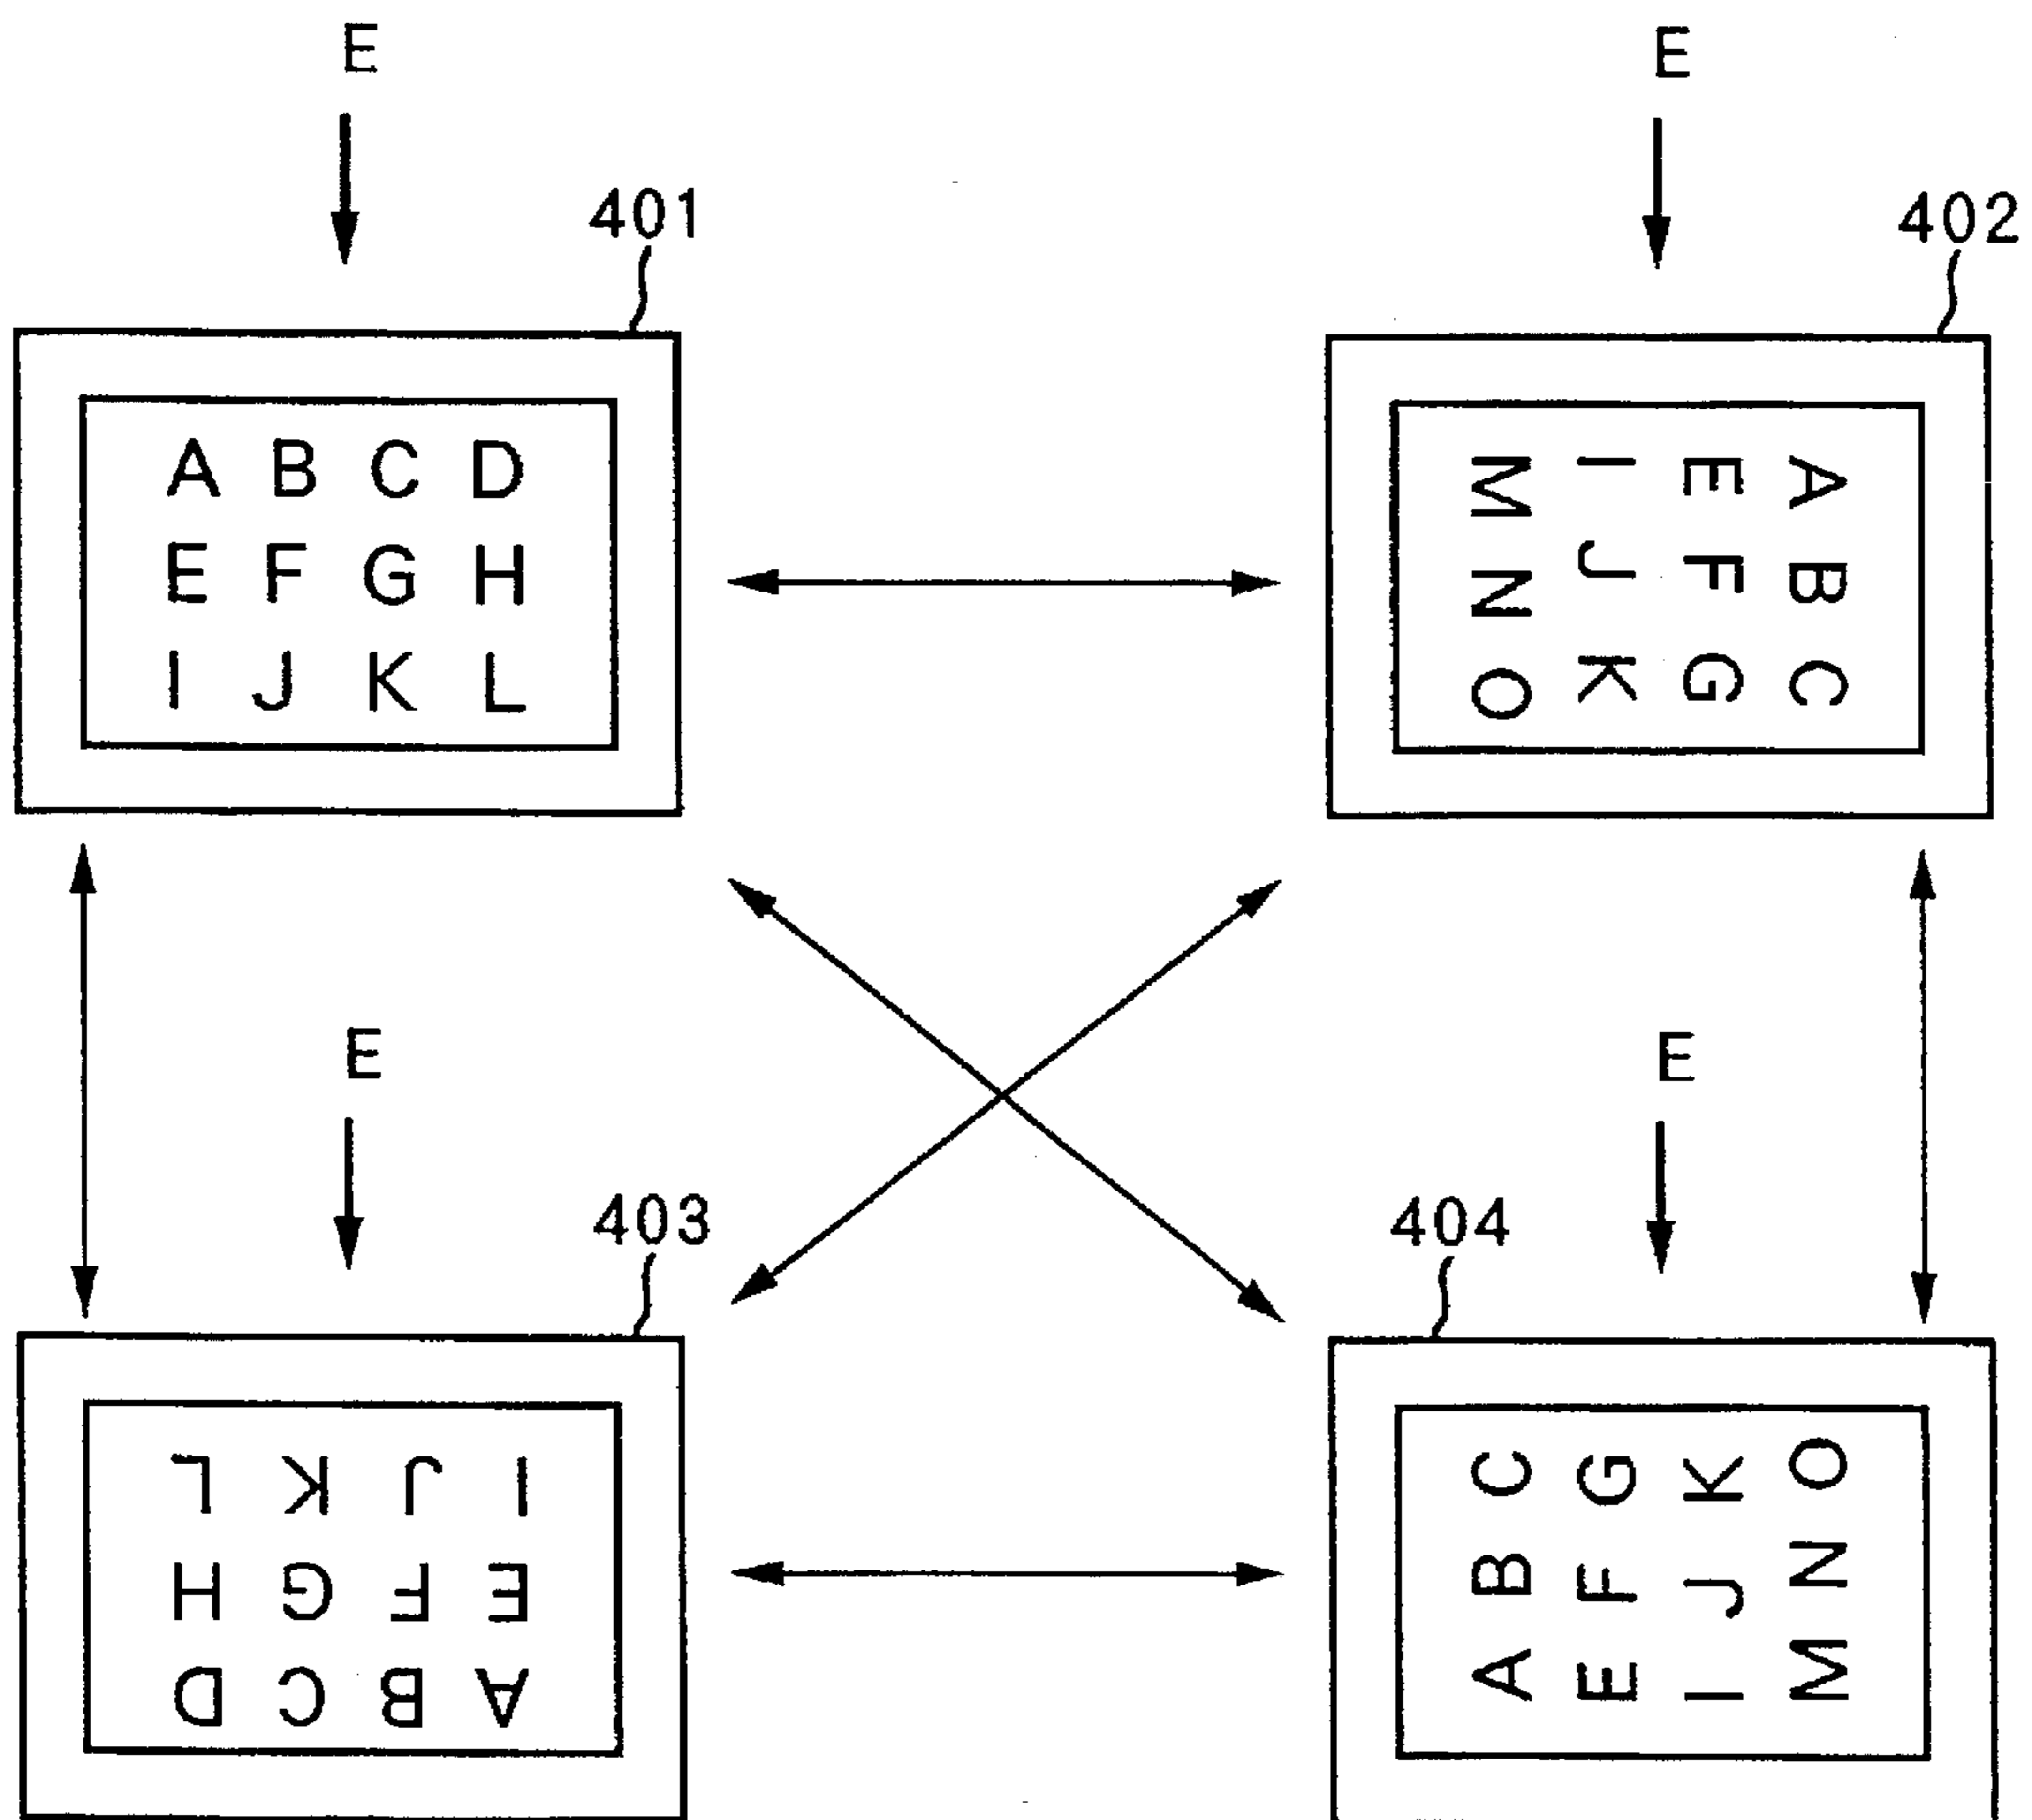 E
E
401
402
A B C D
E F G H
I J K L
A B C
E F G
I J K
M N O
E
E
403
404
A B C D
E F G H
I J K L
A B C
E F G
I J K
M N O